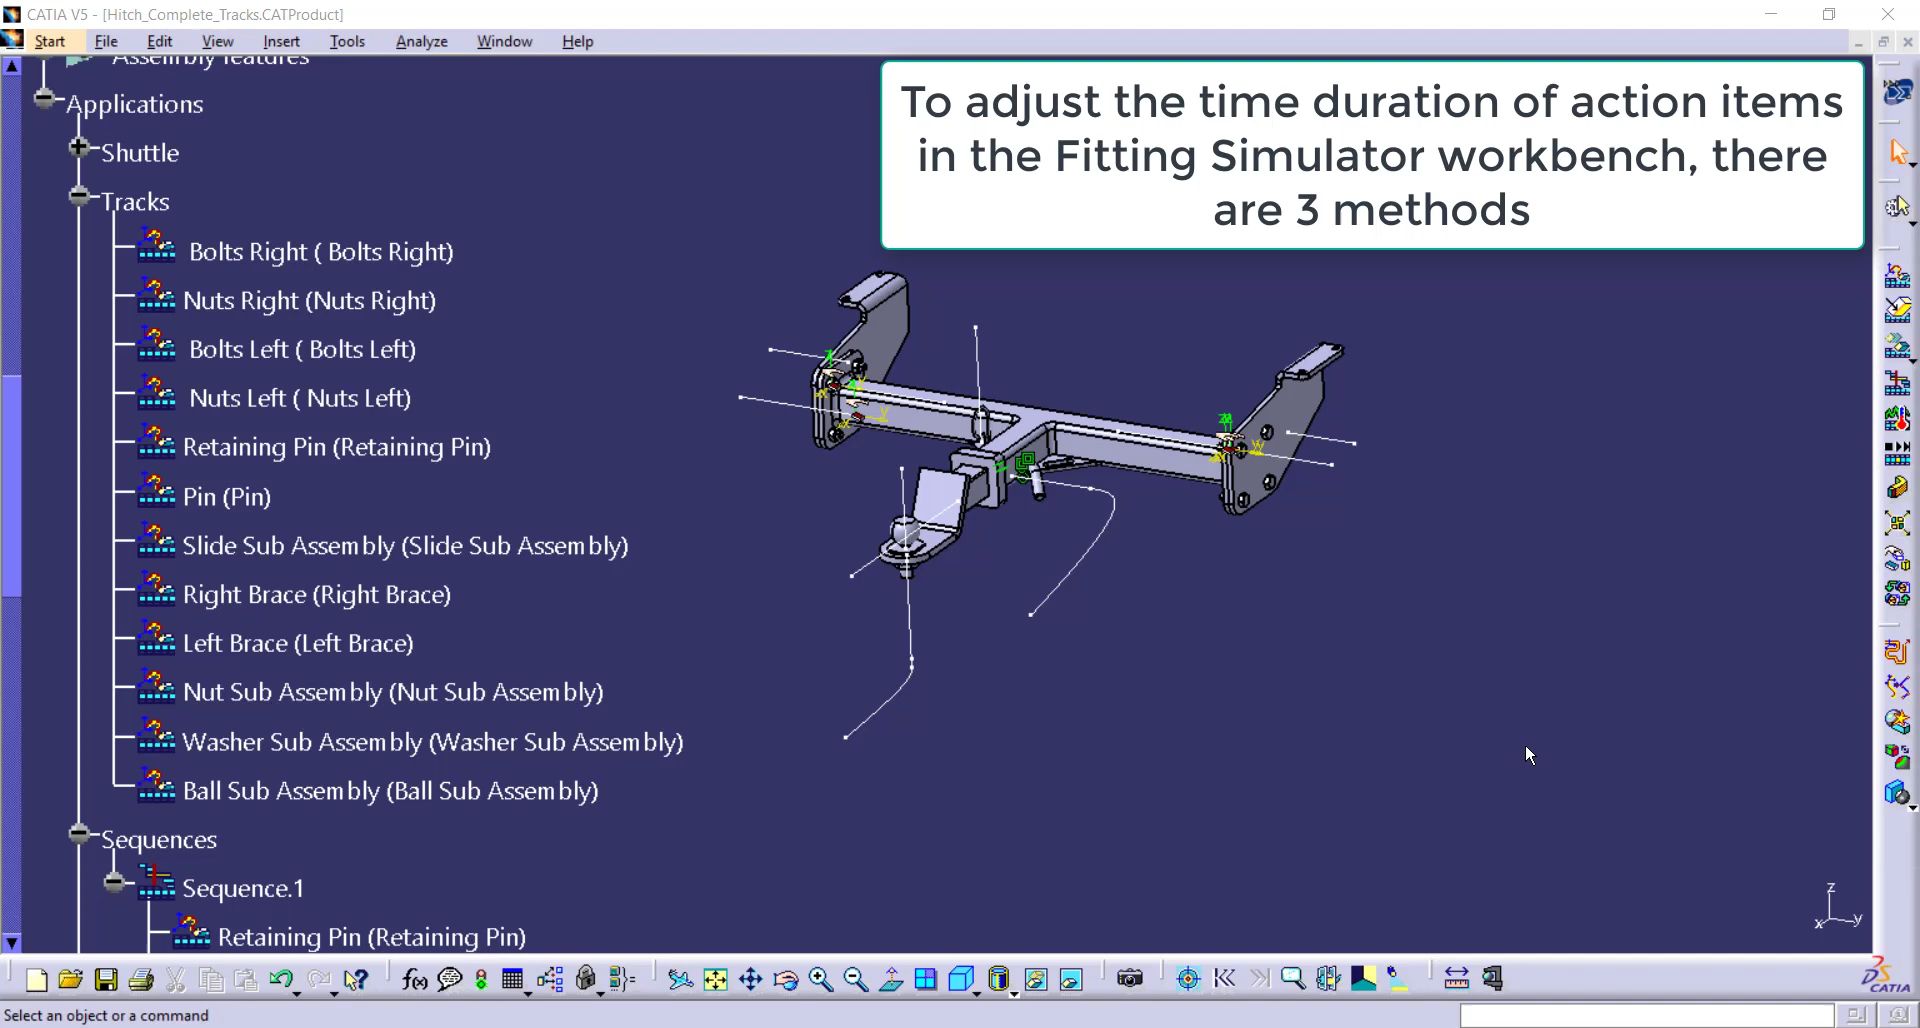 CATIA V5 - [Hitch_Complete_Tracks.CATProduct]
Start File Edit View Insert Tools Analyze Window Help
Assembly features
Applications
Shuttle
Tracks
Bolts Right ( Bolts Right)
Nuts Right (Nuts Right)
Bolts Left ( Bolts Left)
Nuts Left ( Nuts Left)
Retaining Pin (Retaining Pin)
Pin (Pin)
Slide Sub Assembly (Slide Sub Assembly)
Right Brace (Right Brace)
Left Brace (Left Brace)
Nut Sub Assembly (Nut Sub Assembly)
Washer Sub Assembly (Washer Sub Assembly)
Ball Sub Assembly (Ball Sub Assembly)
Sequences
Sequence.1
Retaining Pin (Retaining Pin)
To adjust the time duration of action items
in the Fitting Simulator workbench, there
are 3 methods
z
x y
f(x)
CATIA
Select an object or a command